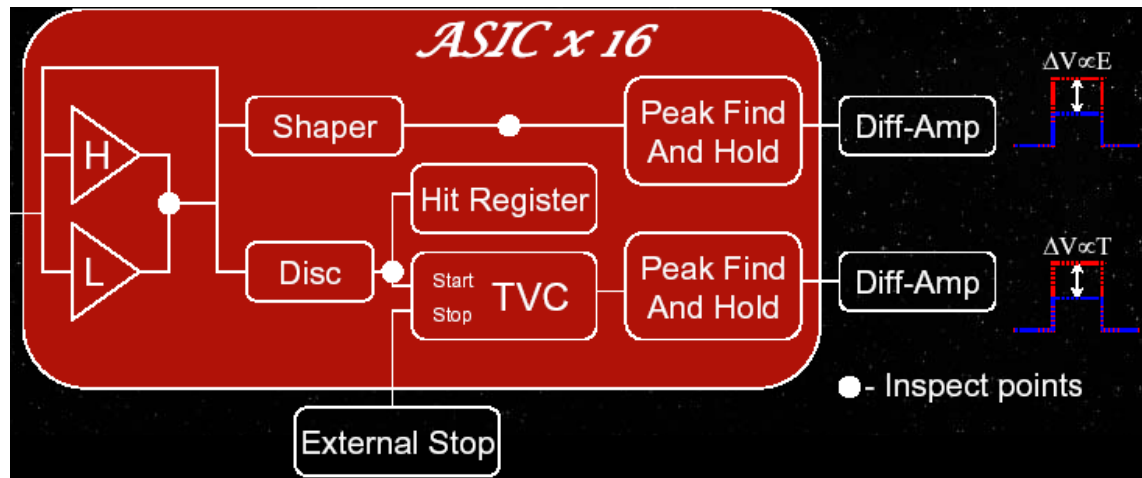 ASIC x 16
ΔV∝E
H
Shaper
Peak Find
And Hold
Diff-Amp
Hit Register
L
Disc
Start
Stop
TVC
Peak Find
And Hold
Diff-Amp
ΔV∝T
- Inspect points
External Stop